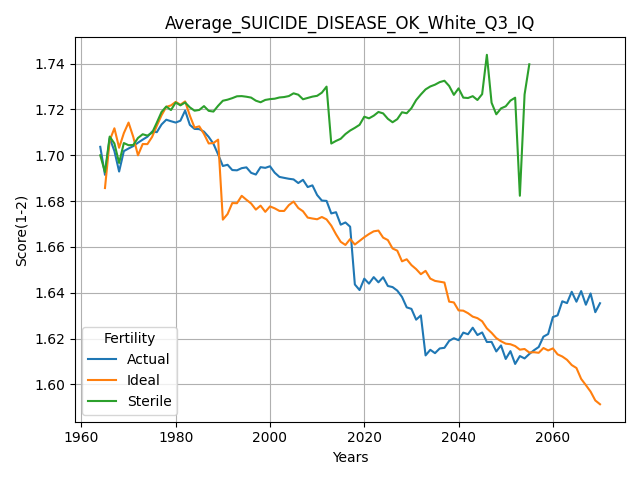 Average_SUICIDE_DISEASE_OK_White_Q3_IQ
Score(1-2)
1.74
1.72
1.70
1.68
1.66
1.64
1.62
1.60
Fertility
Actual
Ideal
Sterile
1960
1980
2000
2020
2040
2060
Years